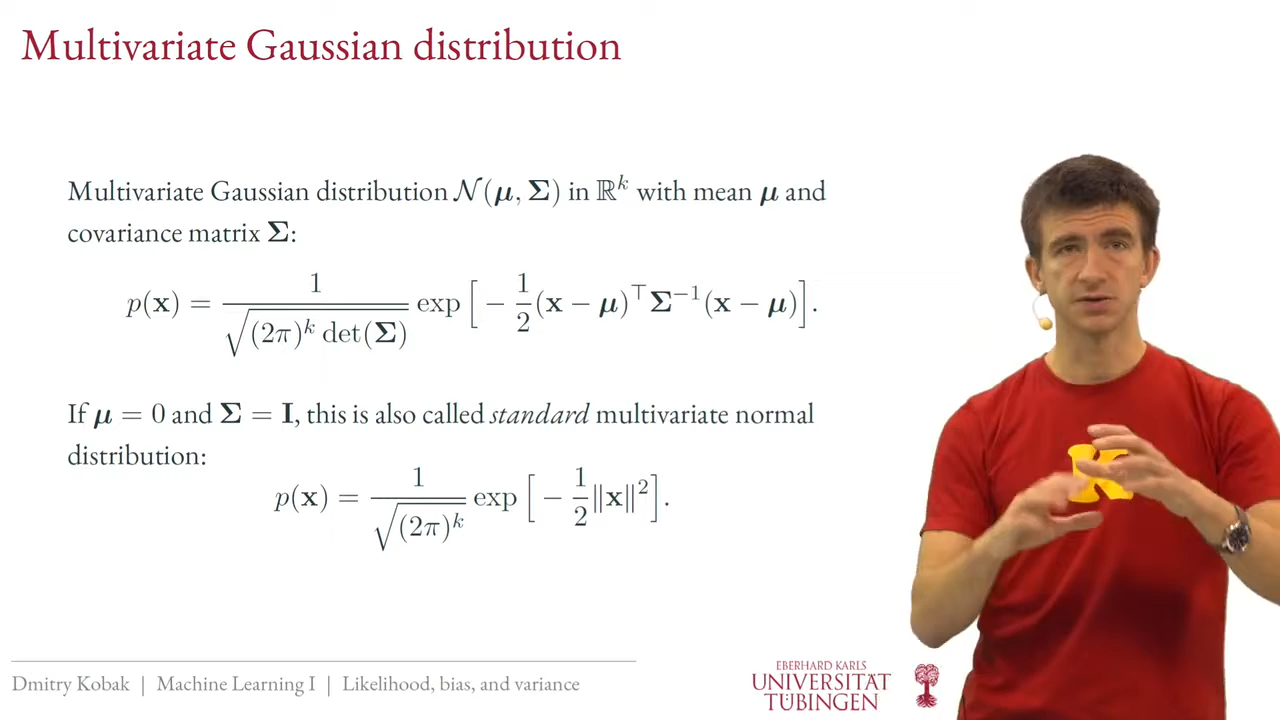 Multivariate Gaussian distribution
Multivariate Gaussian distribution 𝒩(μ, Σ) in ℝᵏ with mean μ and
covariance matrix Σ:
p(x) = 1 / √((2π)ᵏ det(Σ)) exp [ − 1/2 (x − μ)⊤ Σ⁻¹ (x − μ) ].
If μ = 0 and Σ = I, this is also called standard multivariate normal
distribution:
p(x) = 1 / √((2π)ᵏ) exp [ − 1/2 ‖x‖² ].
K
Dmitry Kobak | Machine Learning I | Likelihood, bias, and variance
EBERHARD KARLS
UNIVERSITÄT
TÜBINGEN